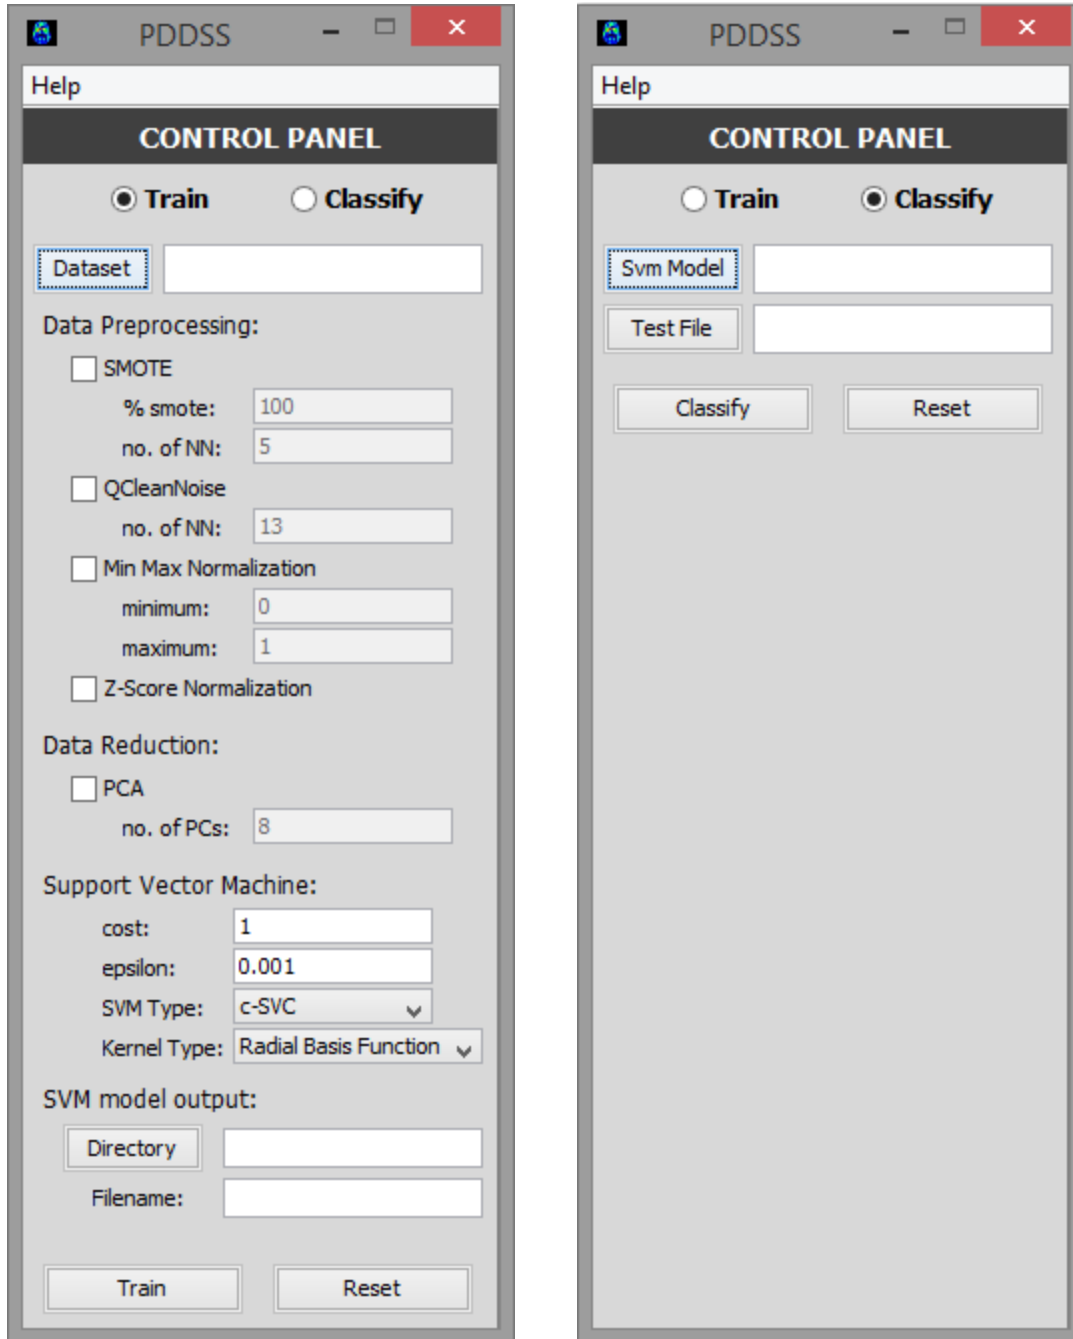 PDDSS
Help
CONTROL PANEL
Train Classify
Dataset
Data Preprocessing:
SMOTE
% smote: 100
no. of NN: 5
QCleanNoise
no. of NN: 13
Min Max Normalization
minimum: 0
maximum: 1
Z-Score Normalization
Data Reduction:
PCA
no. of PCs: 8
Support Vector Machine:
cost: 1
epsilon: 0.001
SVM Type: c-SVC
Kernel Type: Radial Basis Function
SVM model output:
Directory
Filename:
Train Reset
PDDSS
Help
CONTROL PANEL
Train Classify
Svm Model
Test File
Classify Reset